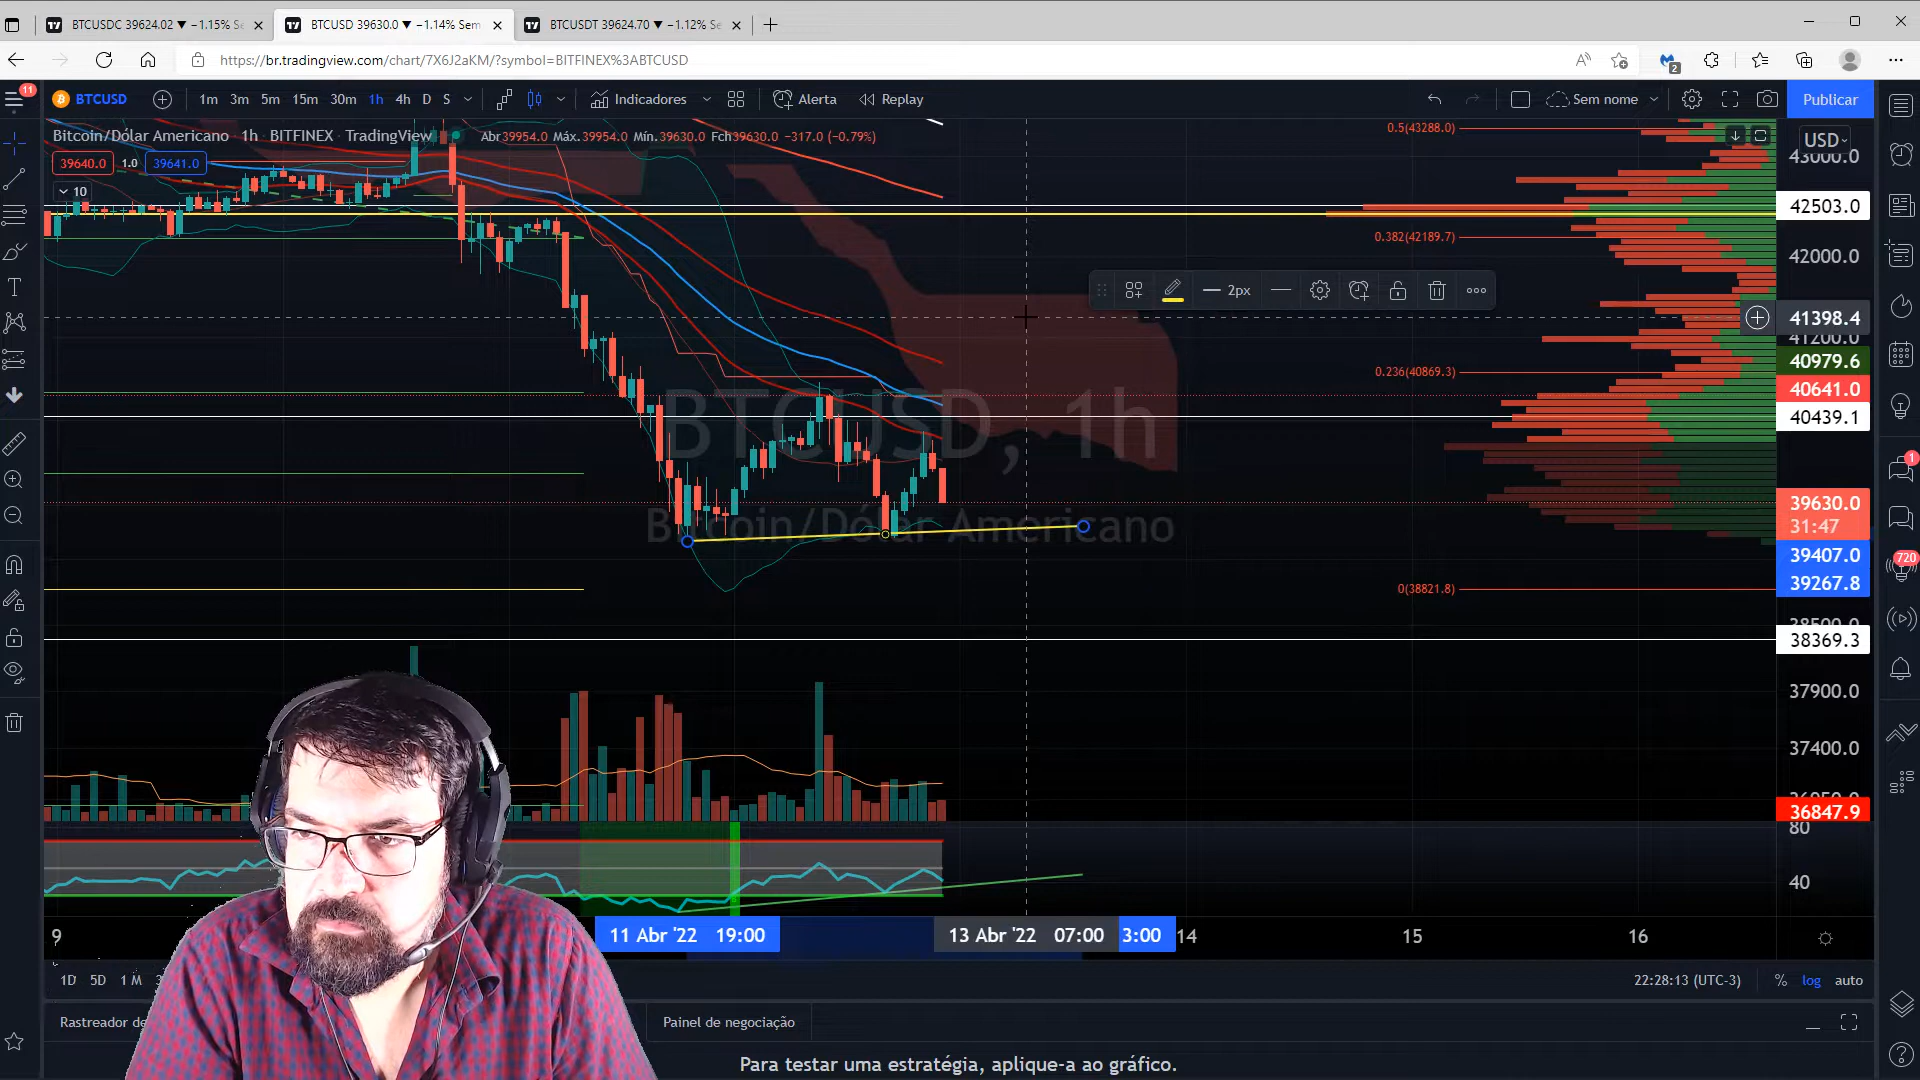 BTCUSDC 39624.02 ▼ −1.15% Se
BTCUSD 39630.0 ▼ −1.14% Sem
BTCUSDT 39624.70 ▼ −1.12% Se
https://br.tradingview.com/chart/7X6J2aKM/?symbol=BITFINEX%3ABTCUSD
2
11
BTCUSD
1m 3m 5m 15m 30m 1h 4h D S
Indicadores
Alerta
Replay
Sem nome
Publicar
Bitcoin/Dólar Americano · 1h · BITFINEX · TradingView
Abr39954.0 Máx.39954.0 Mín.39630.0 Fch39630.0 −317.0 (−0.79%)
39640.0 1.0 39641.0
10
0.5(43288.0)
USD
43000.0
42503.0
0.382(42189.7)
42000.0
2px
41398.4
41200.0
40979.6
0.236(40869.3)
40641.0
40439.1
BTCUSD, 1h
Bitcoin/Dólar Americano
1
39630.0
31:47
39407.0
720
39267.8
0(38821.8)
38500.0
38369.3
37900.0
37400.0
36847.9
80
40
9
11 Abr '22 19:00
13 Abr '22 07:00
3:00
14
15
16
1D 5D 1M
22:28:13 (UTC-3)
% log auto
Rastreador de
Painel de negociação
Para testar uma estratégia, aplique-a ao gráfico.